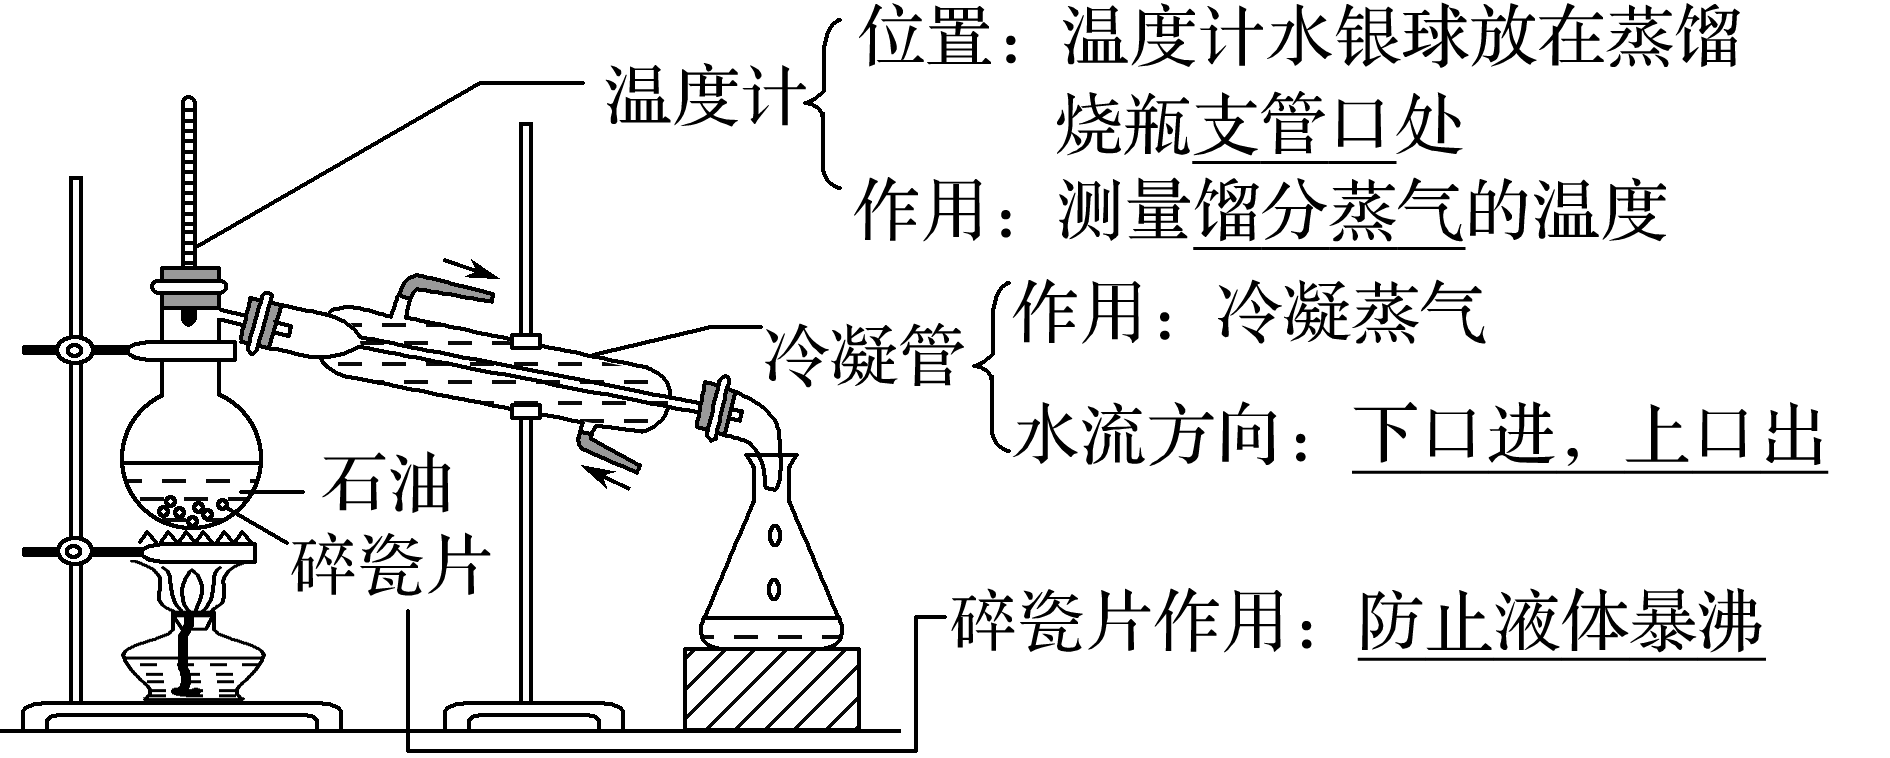 温度计
位置：温度计水银球放在蒸馏
烧瓶支管口处
作用：测量馏分蒸气的温度
冷凝管
作用：冷凝蒸气
水流方向：下口进，上口出
石油
碎瓷片
碎瓷片作用：防止液体暴沸